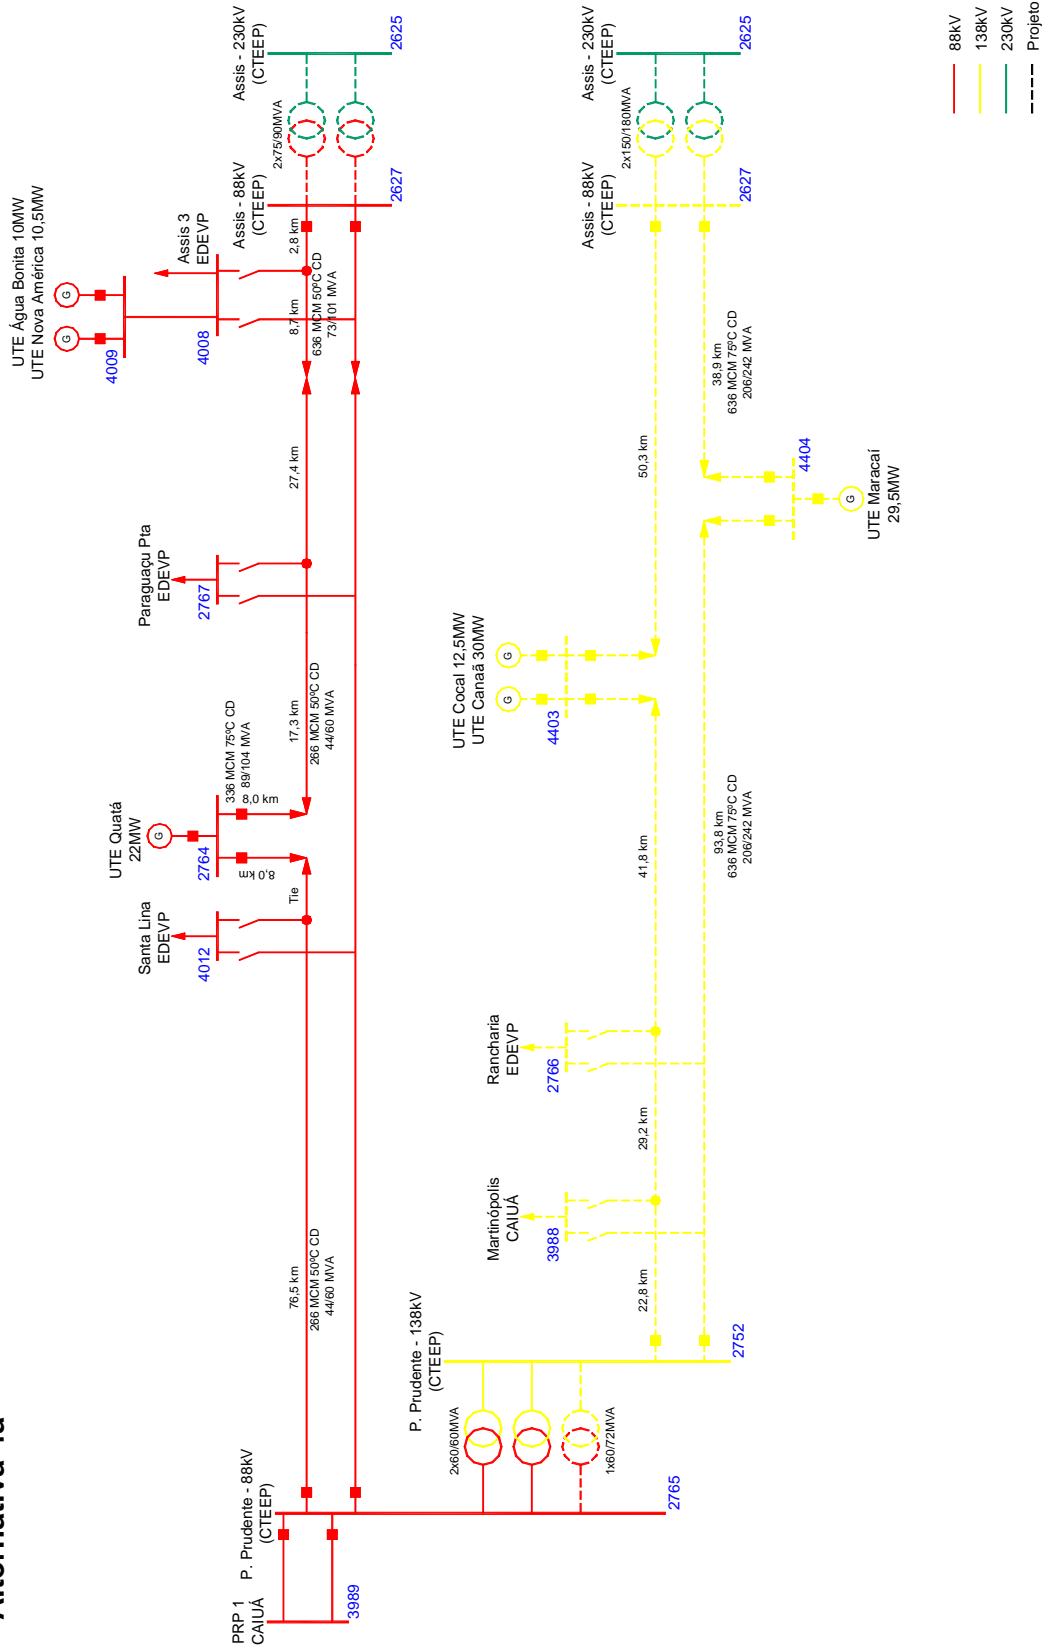 Alternativa
UTE Água Bonita 10MW
UTE Nova América 10,5MW
G
G
4009
Assis 3
EDEVP
4008
Assis - 88kV
(CTEEP)
2627
2x75/90MVA
Assis - 230kV
(CTEEP)
2625
2,8 km
8,7 km
636 MCM 50ºC CD
73/101 MVA
27,4 km
Paraguaçu Pta
EDEVP
2767
17,3 km
266 MCM 50ºC CD
44/60 MVA
UTE Quatá
22MW
G
2764
336 MCM 75ºC CD
89/104 MVA
8,0 km
8,0 km
Tie
Santa Lina
EDEVP
4012
76,5 km
266 MCM 50ºC CD
44/60 MVA
PRP 1
CAIUÁ
3989
P. Prudente - 88kV
(CTEEP)
2765
2x60/60MVA
1x60/72MVA
P. Prudente - 138kV
(CTEEP)
2752
22,8 km
Martinópolis
CAIUÁ
3988
29,2 km
Rancharia
EDEVP
2766
41,8 km
93,8 km
636 MCM 75ºC CD
206/242 MVA
UTE Cocal 12,5MW
UTE Canaã 30MW
G
G
4403
50,3 km
UTE Maracaí
29,5MW
G
4404
38,9 km
636 MCM 75ºC CD
206/242 MVA
Assis - 88kV
(CTEEP)
2627
2x150/180MVA
Assis - 230kV
(CTEEP)
2625
88kV
138kV
230kV
Projeto